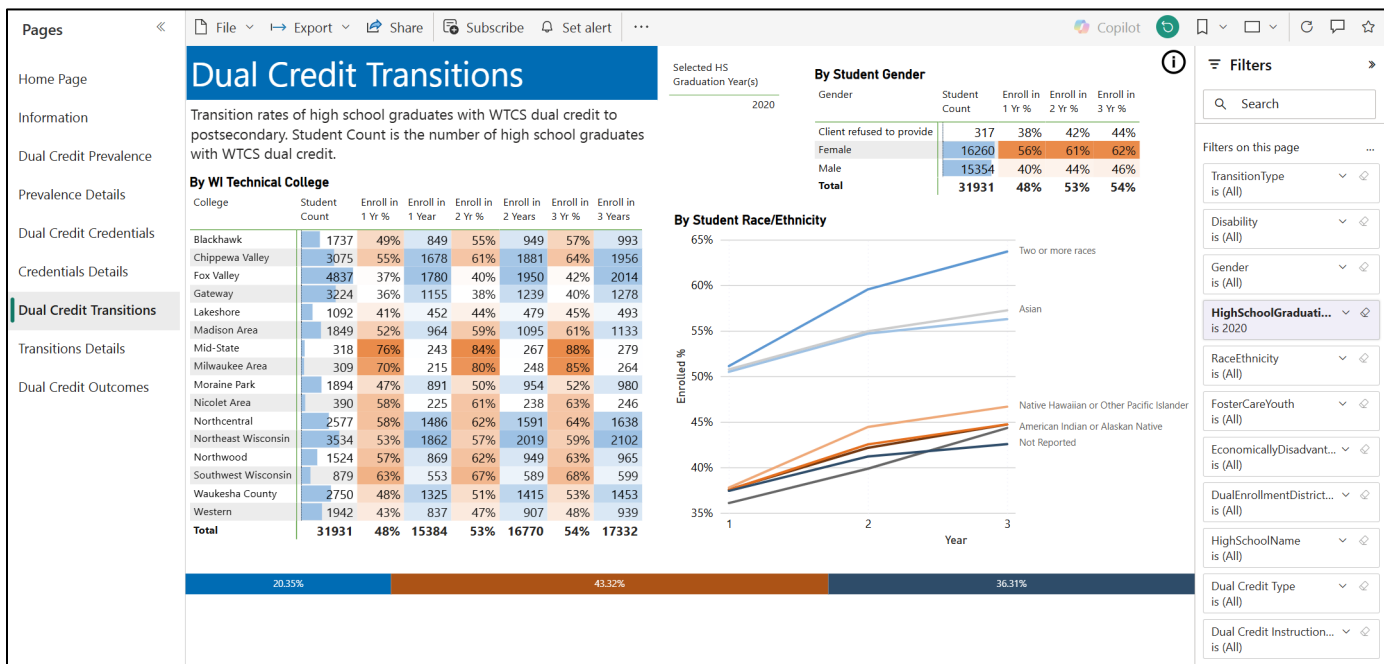 Pages
Home Page
Information
Dual Credit Prevalence
Prevalence Details
Dual Credit Credentials
Credentials Details
Dual Credit Transitions
Transitions Details
Dual Credit Outcomes
File Export Share Subscribe Set alert ... Copilot
Dual Credit Transitions
Transition rates of high school graduates with WTCS dual credit to
postsecondary. Student Count is the number of high school graduates
with WTCS dual credit.
By WI Technical College
College Student Count Enroll in 1 Yr % Enroll in 1 Year Enroll in 2 Yr % Enroll in 2 Years Enroll in 3 Yr % Enroll in 3 Years
Blackhawk 1737 49% 849 55% 949 57% 993
Chippewa Valley 3075 55% 1678 61% 1881 64% 1956
Fox Valley 4837 37% 1780 40% 1950 42% 2014
Gateway 3224 36% 1155 38% 1239 40% 1278
Lakeshore 1092 41% 452 44% 479 45% 493
Madison Area 1849 52% 964 59% 1095 61% 1133
Mid-State 318 76% 243 84% 267 88% 279
Milwaukee Area 309 70% 215 80% 248 85% 264
Moraine Park 1894 47% 891 50% 954 52% 980
Nicolet Area 390 58% 225 61% 238 63% 246
Northcentral 2577 58% 1486 62% 1591 64% 1638
Northeast Wisconsin 3534 53% 1862 57% 2019 59% 2102
Northwood 1524 57% 869 62% 949 63% 965
Southwest Wisconsin 879 63% 553 67% 589 68% 599
Waukesha County 2750 48% 1325 51% 1415 53% 1453
Western 1942 43% 837 47% 907 48% 939
Total 31931 48% 15384 53% 16770 54% 17332
Selected HS
Graduation Year(s)
2020
By Student Gender
Gender Student Count Enroll in 1 Yr % Enroll in 2 Yr % Enroll in 3 Yr %
Client refused to provide 317 38% 42% 44%
Female 16260 56% 61% 62%
Male 15354 40% 44% 46%
Total 31931 48% 53% 54%
By Student Race/Ethnicity
65%
60%
55%
50%
45%
40%
35%
Enrolled %
Two or more races
Asian
Native Hawaiian or Other Pacific Islander
American Indian or Alaskan Native
Not Reported
1 2 3
Year
20.35% 43.32% 36.31%
Filters
Search
Filters on this page ...
TransitionType
is (All)
Disability
is (All)
Gender
is (All)
HighSchoolGraduati...
is 2020
RaceEthnicity
is (All)
FosterCareYouth
is (All)
EconomicallyDisadvant...
is (All)
DualEnrollmentDistrict...
is (All)
HighSchoolName
is (All)
Dual Credit Type
is (All)
Dual Credit Instruction...
is (All)